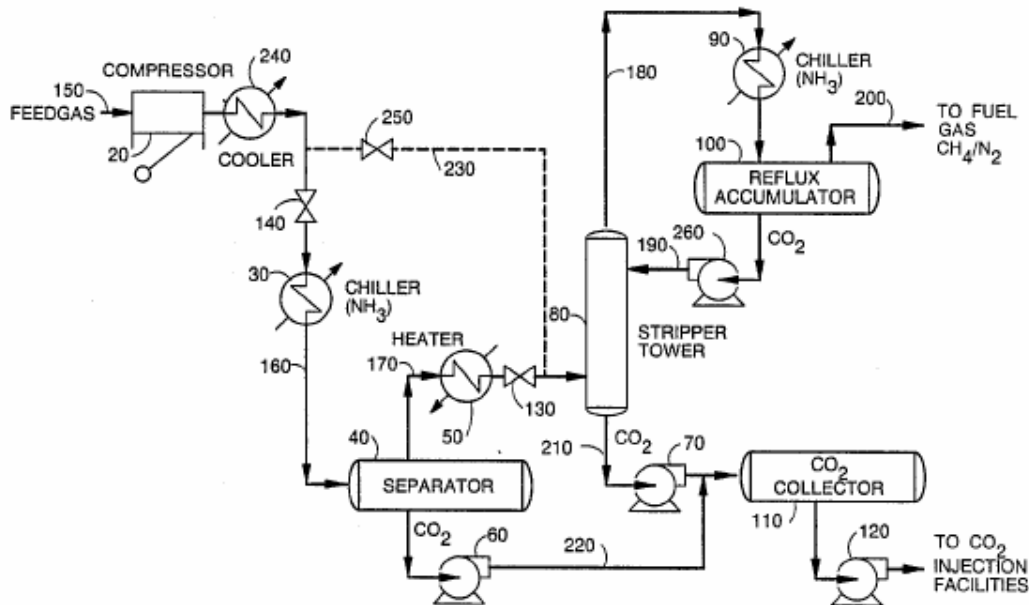 COMPRESSOR
240
150
FEEDGAS
20
COOLER
250
230
140
30
CHILLER
(NH3)
160
170
HEATER
130
50
40
SEPARATOR
CO2
60
220
180
90
CHILLER
(NH3)
200
TO FUEL
GAS
CH4/N2
100
REFLUX
ACCUMULATOR
CO2
190
260
80
STRIPPER
TOWER
210
CO2
70
CO2
COLLECTOR
110
120
TO CO2
INJECTION
FACILITIES